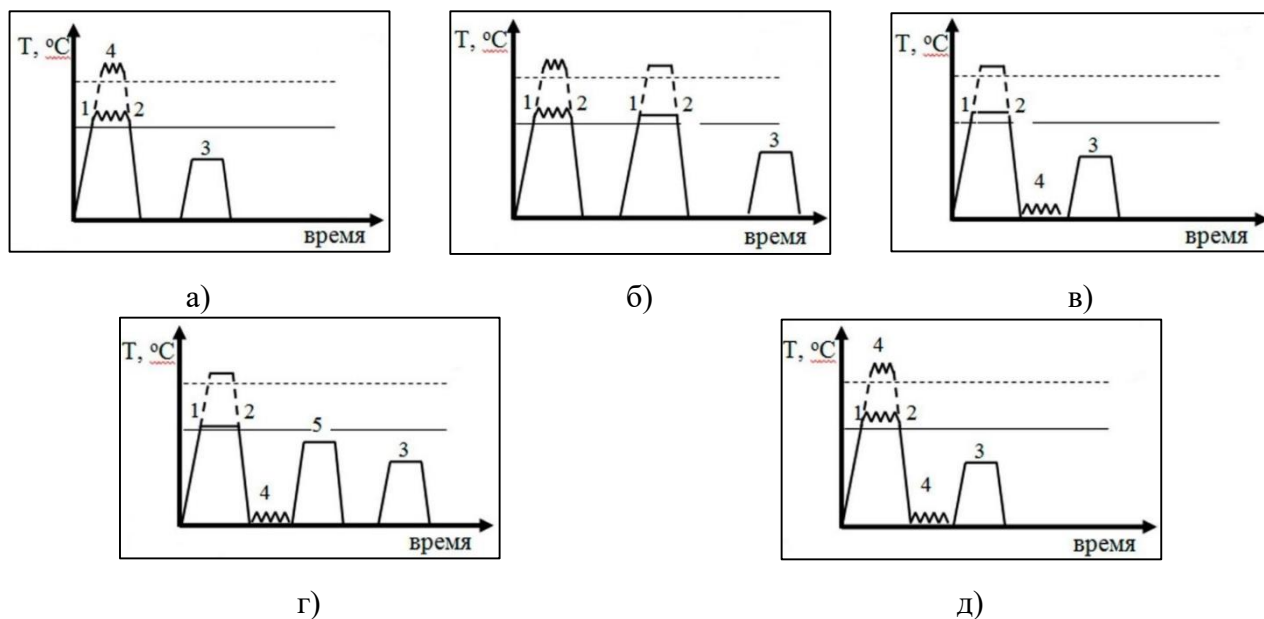 Т, °С
4
1 2
3
время
а)
Т, °С
1 2 1 2
3
время
б)
Т, °С
1 2
4 3
время
в)
Т, °С
1 2
5
4 3
время
г)
Т, °С
4
1 2
3
4
время
д)